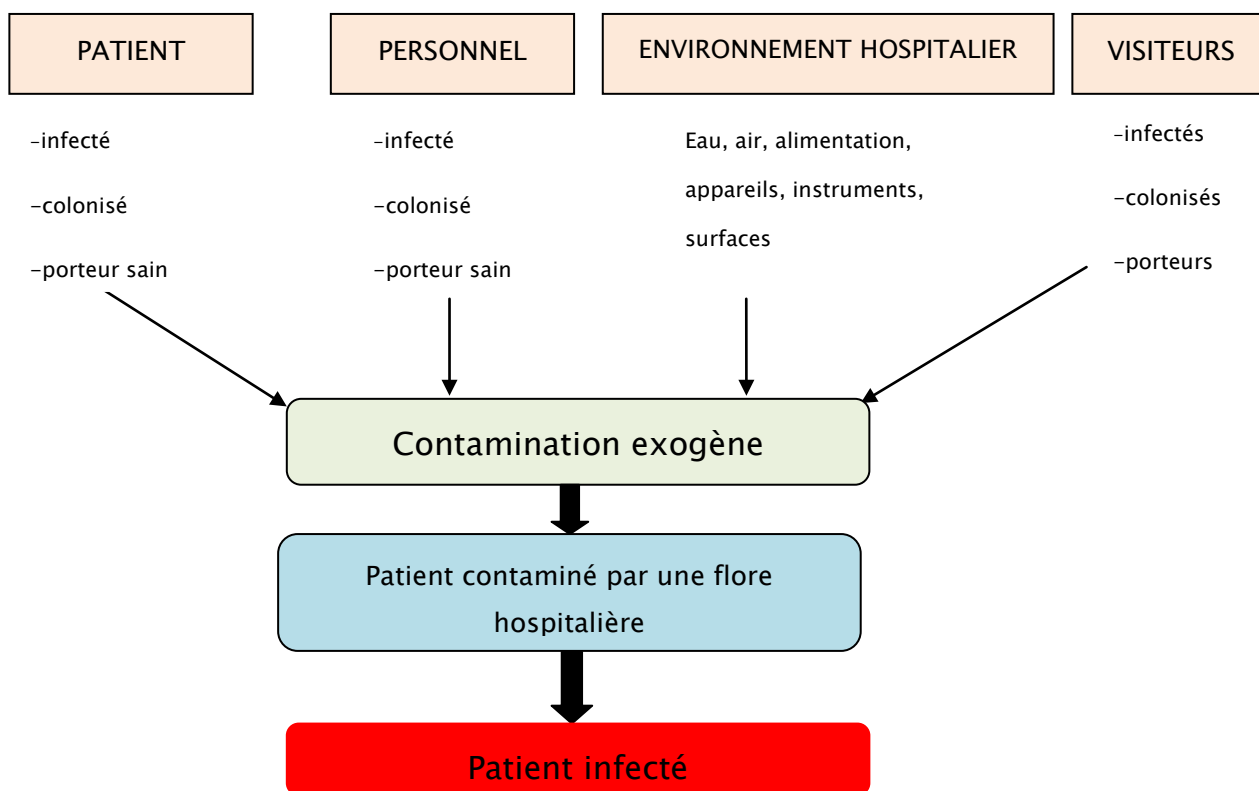 PATIENT
PERSONNEL
ENVIRONNEMENT HOSPITALIER
VISITEURS
-infecté
-colonisé
-porteur sain
-infecté
-colonisé
-porteur sain
Eau, air, alimentation,
appareils, instruments,
surfaces
-infectés
-colonisés
-porteurs
Contamination exogène
Patient contaminé par une flore
hospitalière
Patient infecté